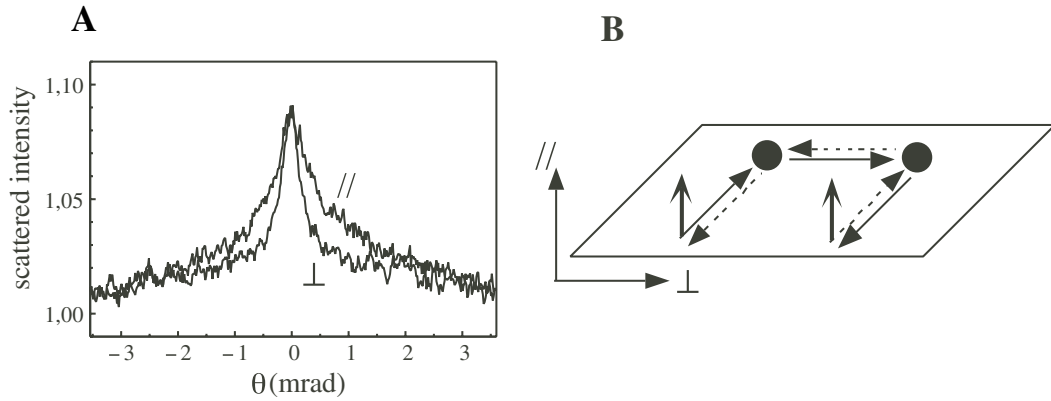 A
B
scattered intensity
1,10
1,05
1,00
//
⊥
−3 −2 −1 0 1 2 3
θ (mrad)
//
⊥